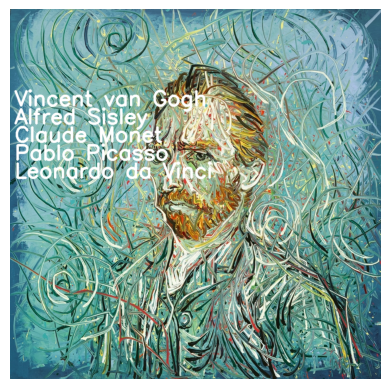 Vincent van Gogh
Alfred Sisley
Claude Monet
Pablo Picasso
Leonardo da Vinci